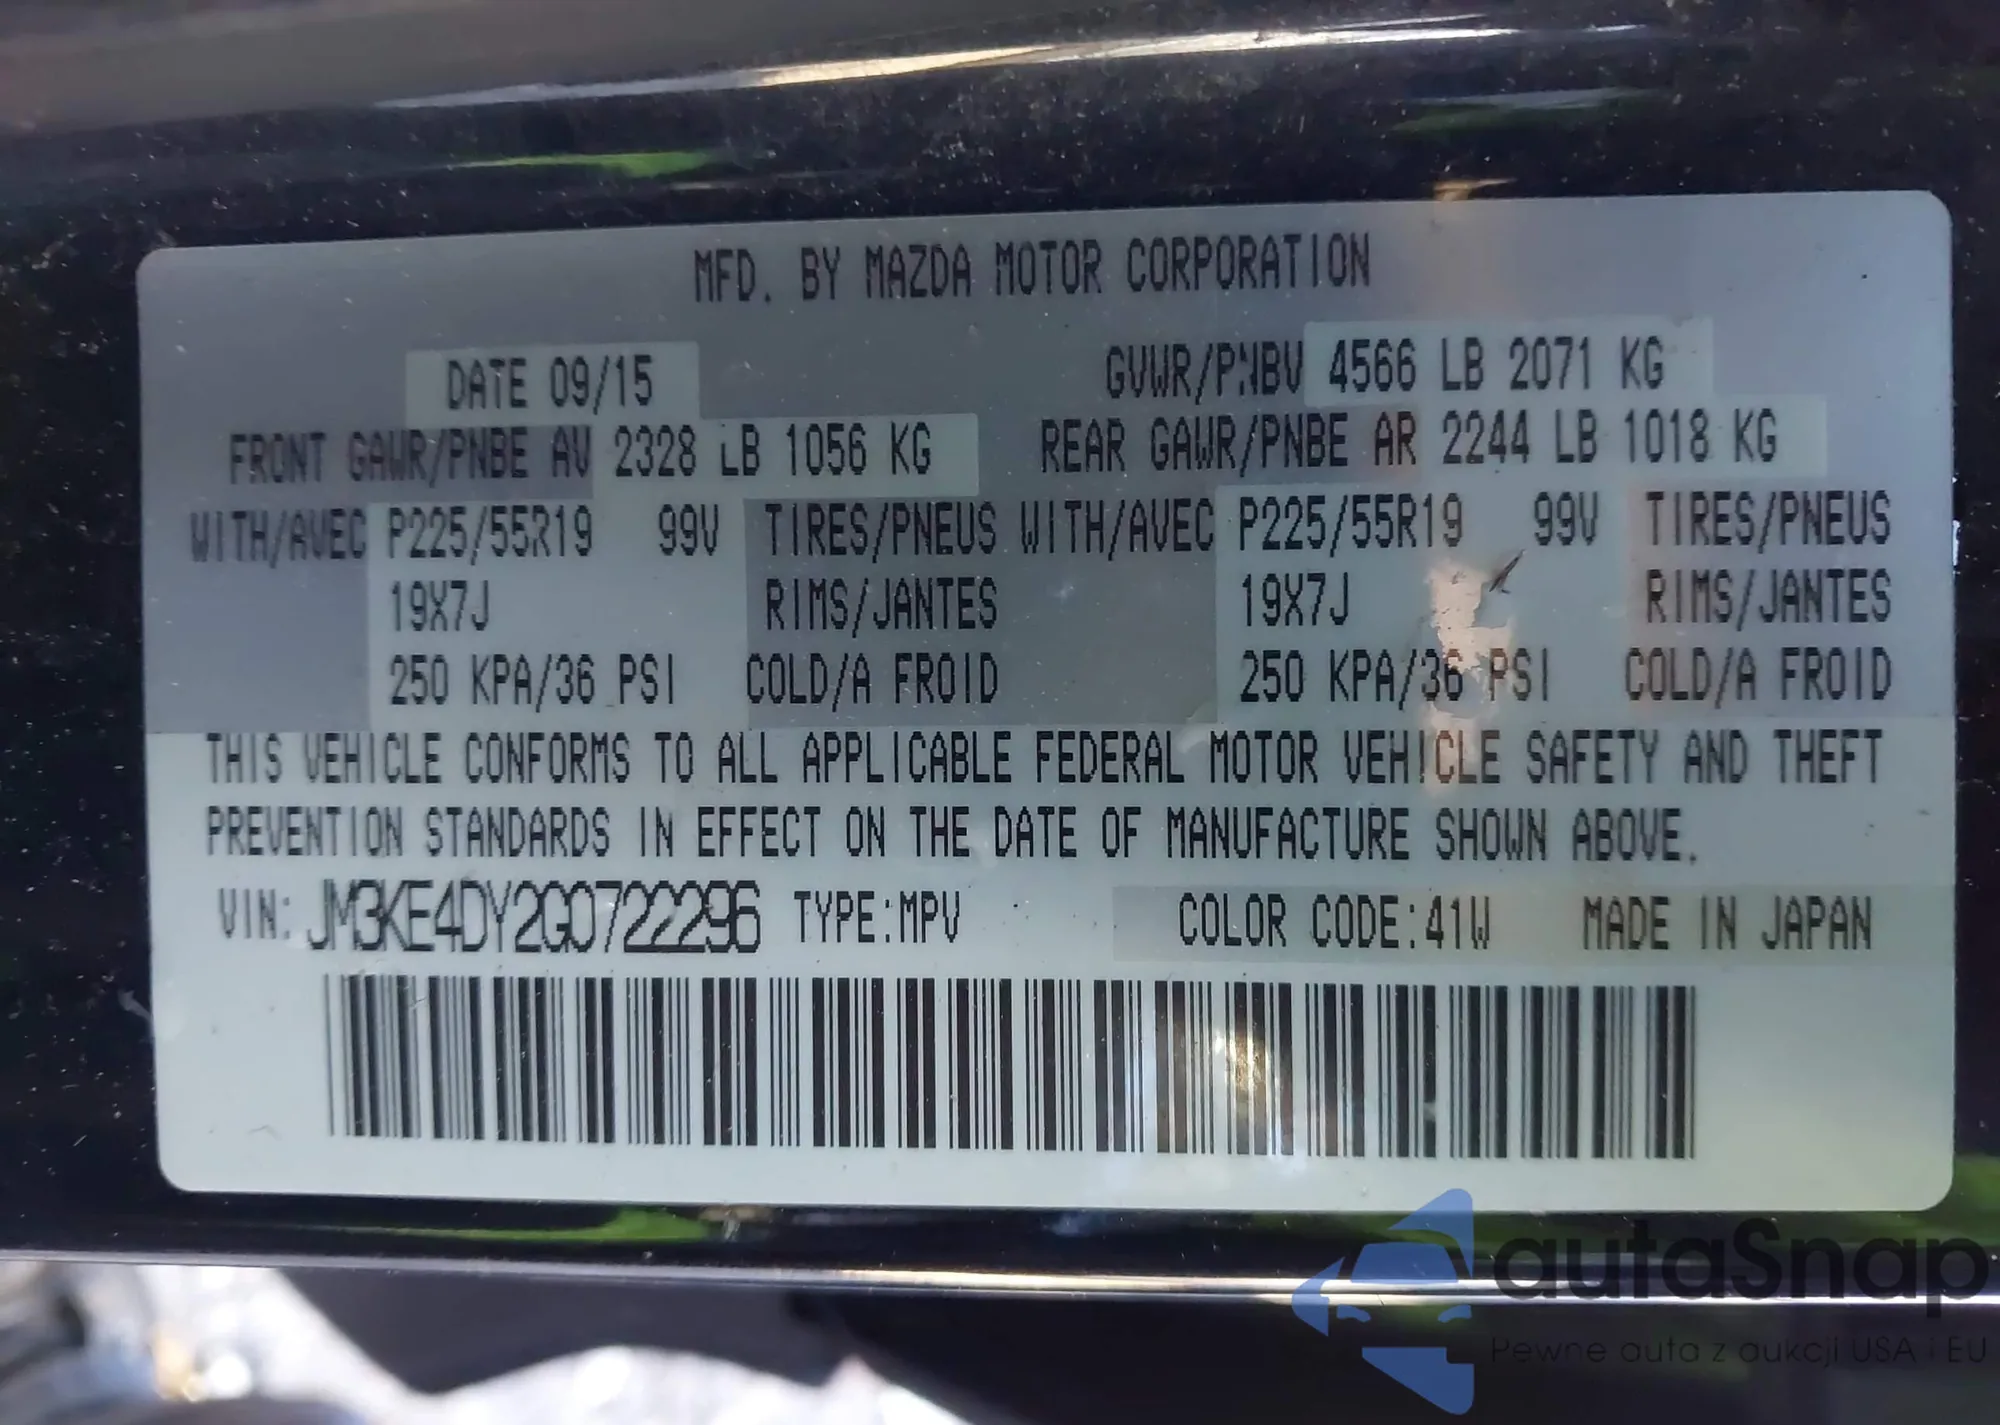 MFD. BY MAZDA MOTOR CORPORATION
DATE 09/15 GVWR/PNBV 4566 LB 2071 KG
FRONT GAWR/PNBE AV 2328 LB 1056 KG REAR GAWR/PNBE AR 2244 LB 1018 KG
WITH/AVEC P225/55R19 99V TIRES/PNEUS WITH/AVEC P225/55R19 99V TIRES/PNEUS
19X7J RIMS/JANTES 19X7J RIMS/JANTES
250 KPA/36 PSI COLD/A FROID 250 KPA/36 PSI COLD/A FROID
THIS VEHICLE CONFORMS TO ALL APPLICABLE FEDERAL MOTOR VEHICLE SAFETY AND THEFT
PREVENTION STANDARDS IN EFFECT ON THE DATE OF MANUFACTURE SHOWN ABOVE.
VIN: JM3KE4DY2G0722296 TYPE:MPV COLOR CODE:41W MADE IN JAPAN
autaSnap
Pewne auta z aukcji USA i EU